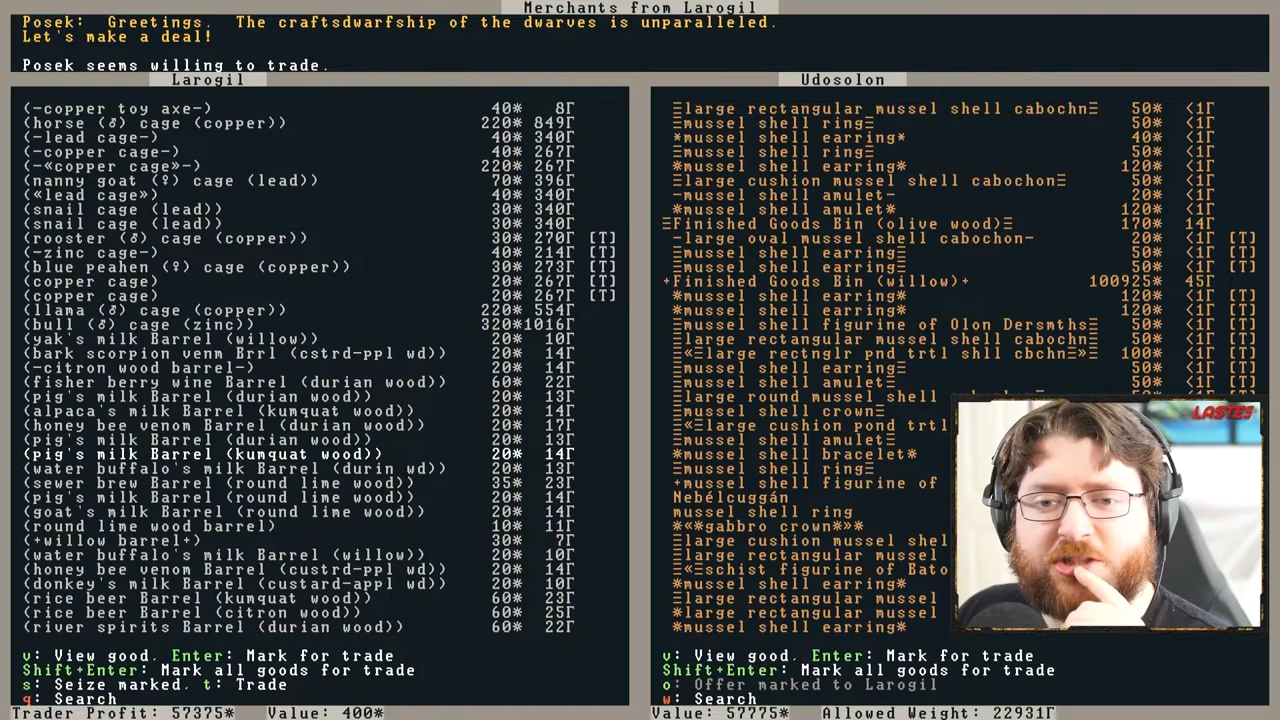 Merchants from Larogil
Posek: Greetings. The craftsdwarfship of the dwarves is unparalleled.
Let's make a deal!
Posek seems willing to trade.
Larogil
(-copper toy axe-) 40* 8Γ
(horse (♂) cage (copper)) 220* 849Γ
(-lead cage-) 40* 340Γ
(-copper cage-) 40* 267Γ
(-«copper cage»-) 220* 267Γ
(nanny goat (♀) cage (lead)) 70* 396Γ
(«lead cage») 40* 340Γ
(snail cage (lead)) 30* 340Γ
(snail cage (lead)) 30* 340Γ
(rooster (♂) cage (copper)) 30* 270Γ [T]
(-zinc cage-) 40* 214Γ [T]
(blue peahen (♀) cage (copper)) 30* 273Γ [T]
(copper cage) 20* 267Γ [T]
(copper cage) 20* 267Γ [T]
(llama (♂) cage (copper)) 220* 554Γ
(bull (♂) cage (zinc)) 320*1016Γ
(yak's milk Barrel (willow)) 20* 10Γ
(bark scorpion venm Brrl (cstrd-ppl wd)) 20* 14Γ
(-citron wood barrel-) 20* 14Γ
(fisher berry wine Barrel (durian wood)) 60* 22Γ
(pig's milk Barrel (durian wood)) 20* 13Γ
(alpaca's milk Barrel (kumquat wood)) 20* 14Γ
(honey bee venom Barrel (durian wood)) 20* 17Γ
(pig's milk Barrel (durian wood)) 20* 13Γ
(pig's milk Barrel (kumquat wood)) 20* 14Γ
(water buffalo's milk Barrel (durin wd)) 20* 13Γ
(sewer brew Barrel (round lime wood)) 35* 23Γ
(pig's milk Barrel (round lime wood)) 20* 14Γ
(goat's milk Barrel (round lime wood)) 20* 14Γ
(round lime wood barrel) 10* 11Γ
(+willow barrel+) 30* 7Γ
(water buffalo's milk Barrel (willow)) 20* 10Γ
(honey bee venom Barrel (custrd-ppl wd)) 20* 14Γ
(donkey's milk Barrel (custard-appl wd)) 20* 10Γ
(rice beer Barrel (kumquat wood)) 60* 23Γ
(rice beer Barrel (citron wood)) 60* 25Γ
(river spirits Barrel (durian wood)) 60* 22Γ
v: View good. Enter: Mark for trade
Shift+Enter: Mark all goods for trade
s: Seize marked. t: Trade
q: Search
Trader Profit: 57375* Value: 400*
Udosolon
≡large rectangular mussel shell cabochn≡ 50* <1Γ
≡mussel shell ring≡ 50* <1Γ
*mussel shell earring* 40* <1Γ
≡mussel shell ring≡ 50* <1Γ
*mussel shell earring* 120* <1Γ
≡large cushion mussel shell cabochon≡ 50* <1Γ
-mussel shell amulet- 20* <1Γ
*mussel shell amulet* 120* <1Γ
≡Finished Goods Bin (olive wood)≡ 170* 14Γ
-large oval mussel shell cabochon- 20* <1Γ [T]
≡mussel shell earring≡ 50* <1Γ [T]
≡mussel shell earring≡ 50* <1Γ [T]
+Finished Goods Bin (willow)+ 100925* 45Γ
*mussel shell earring* 120* <1Γ [T]
*mussel shell earring* 120* <1Γ [T]
≡mussel shell figurine of Olon Dersmths≡ 50* <1Γ [T]
≡large rectangular mussel shell cabochn≡ 50* <1Γ [T]
≡«≡large rectnglr pnd trtl shll cbchn≡»≡ 100* <1Γ [T]
≡mussel shell earring≡ 50* <1Γ [T]
≡mussel shell amulet≡ 50* <1Γ [T]
≡large round mussel shell
≡mussel shell crown≡
≡«≡large cushion pond trtl
≡mussel shell amulet≡
*mussel shell bracelet*
≡mussel shell ring≡
+mussel shell figurine of
Nebélcuggán
mussel shell ring
*«*gabbro crown*»*
≡large cushion mussel shel
≡large rectangular mussel
≡«≡schist figurine of Bato
*mussel shell earring*
≡large rectangular mussel
*large rectangular mussel
*mussel shell earring*
v: View good. Enter: Mark for trade
Shift+Enter: Mark all goods for trade
o: Offer marked to Larogil
w: Search
Value: 57775* Allowed Weight: 22931Γ